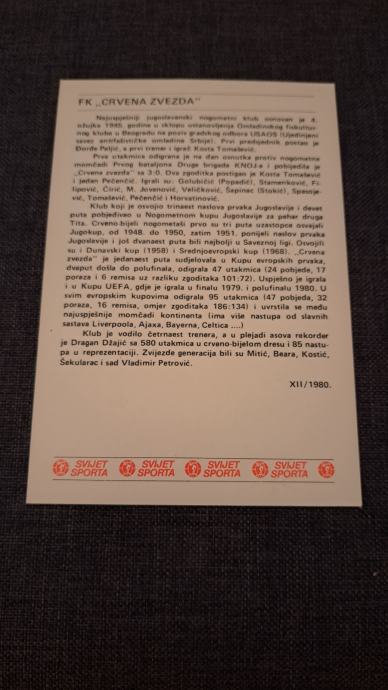 FK „CRVENA ZVEZDA"
Najuspješniji jugoslavenski nogometni klub osnovan je 4.
ožujka 1945. godine u sklopu ustanovljenja Omladinskog fiskultur-
nog kluba u Beogradu na poziv gradskog odbora USAOS (Ujedinjeni
savez antifašističke omladine Srbije). Prvi predsjednik postao je
Đorđe Paljić, a prvi trener i igrač Kosta Tomašević.
Prva utakmica odigrana je na dan osnutka protiv nogometne
momčadi Prvog bataljona Druge brigade KNOJ-a i pobijedila je
„Crvena zvezda" sa 3:0. Dva zgoditka postigao je Kosta Tomašević
i jedan Pečenčić. Igrali su: Golubičić (Popadić), Stamenković, Fi-
lipović, Ćirić, M. Jovenović, Veličković, Šepinac (Stokić), Spasoje-
vić, Tomašević, Pečenčić i Horvatinović.
Klub koji je osvojio trinaest naslova prvaka Jugoslavije i devet
puta pobjeđivao u Nogometnom kupu Jugoslavije za pehar druga
Tita. Crveno-bijeli nogometaši prvo su tri puta uzastopce osvajali
Jugokup, od 1948. do 1950, zatim 1951. ponijeli naslov prvaka
Jugoslavije i još dvanaest puta bili najbolji u Saveznoj ligi. Osvojili
su i Dunavski kup (1958) i Srednjoevropski kup (1968). „Crvena
zvezda" je jedanaest puta sudjelovala u Kupu evropskih prvaka,
dvaput došla do polufinala, odigrala 47 utakmica (24 pobjede, 17
poraza i 6 remisa uz razliku zgoditaka 101:72). Uspješno je igrala
i u Kupu UEFA, gdje je igrala u finalu 1979. i polufinalu 1980. U
svim evropskim kupovima odigrala 95 utakmica (47 pobjeda, 32
poraza, 16 remisa, omjer zgoditaka 186:134) i uvrstila se među
najuspješnije momčadi kontinenta (ima više nastupa od slavnih
sastava Liverpoola, Ajaxa, Bayerna, Celtica ....)
Klub je vodilo četrnaest trenera, a u plejadi asova rekorder
je Dragan Džajić sa 580 utakmica u crveno-bijelom dresu i 85 nastu-
pa u reprezentaciji. Zvijezde generacija bili su Mitić, Beara, Kostić,
Šekularac i sad Vladimir Petrović.
XII/1980.
SVIJET SPORTA SVIJET SPORTA SVIJET SPORTA SVIJET SPORTA